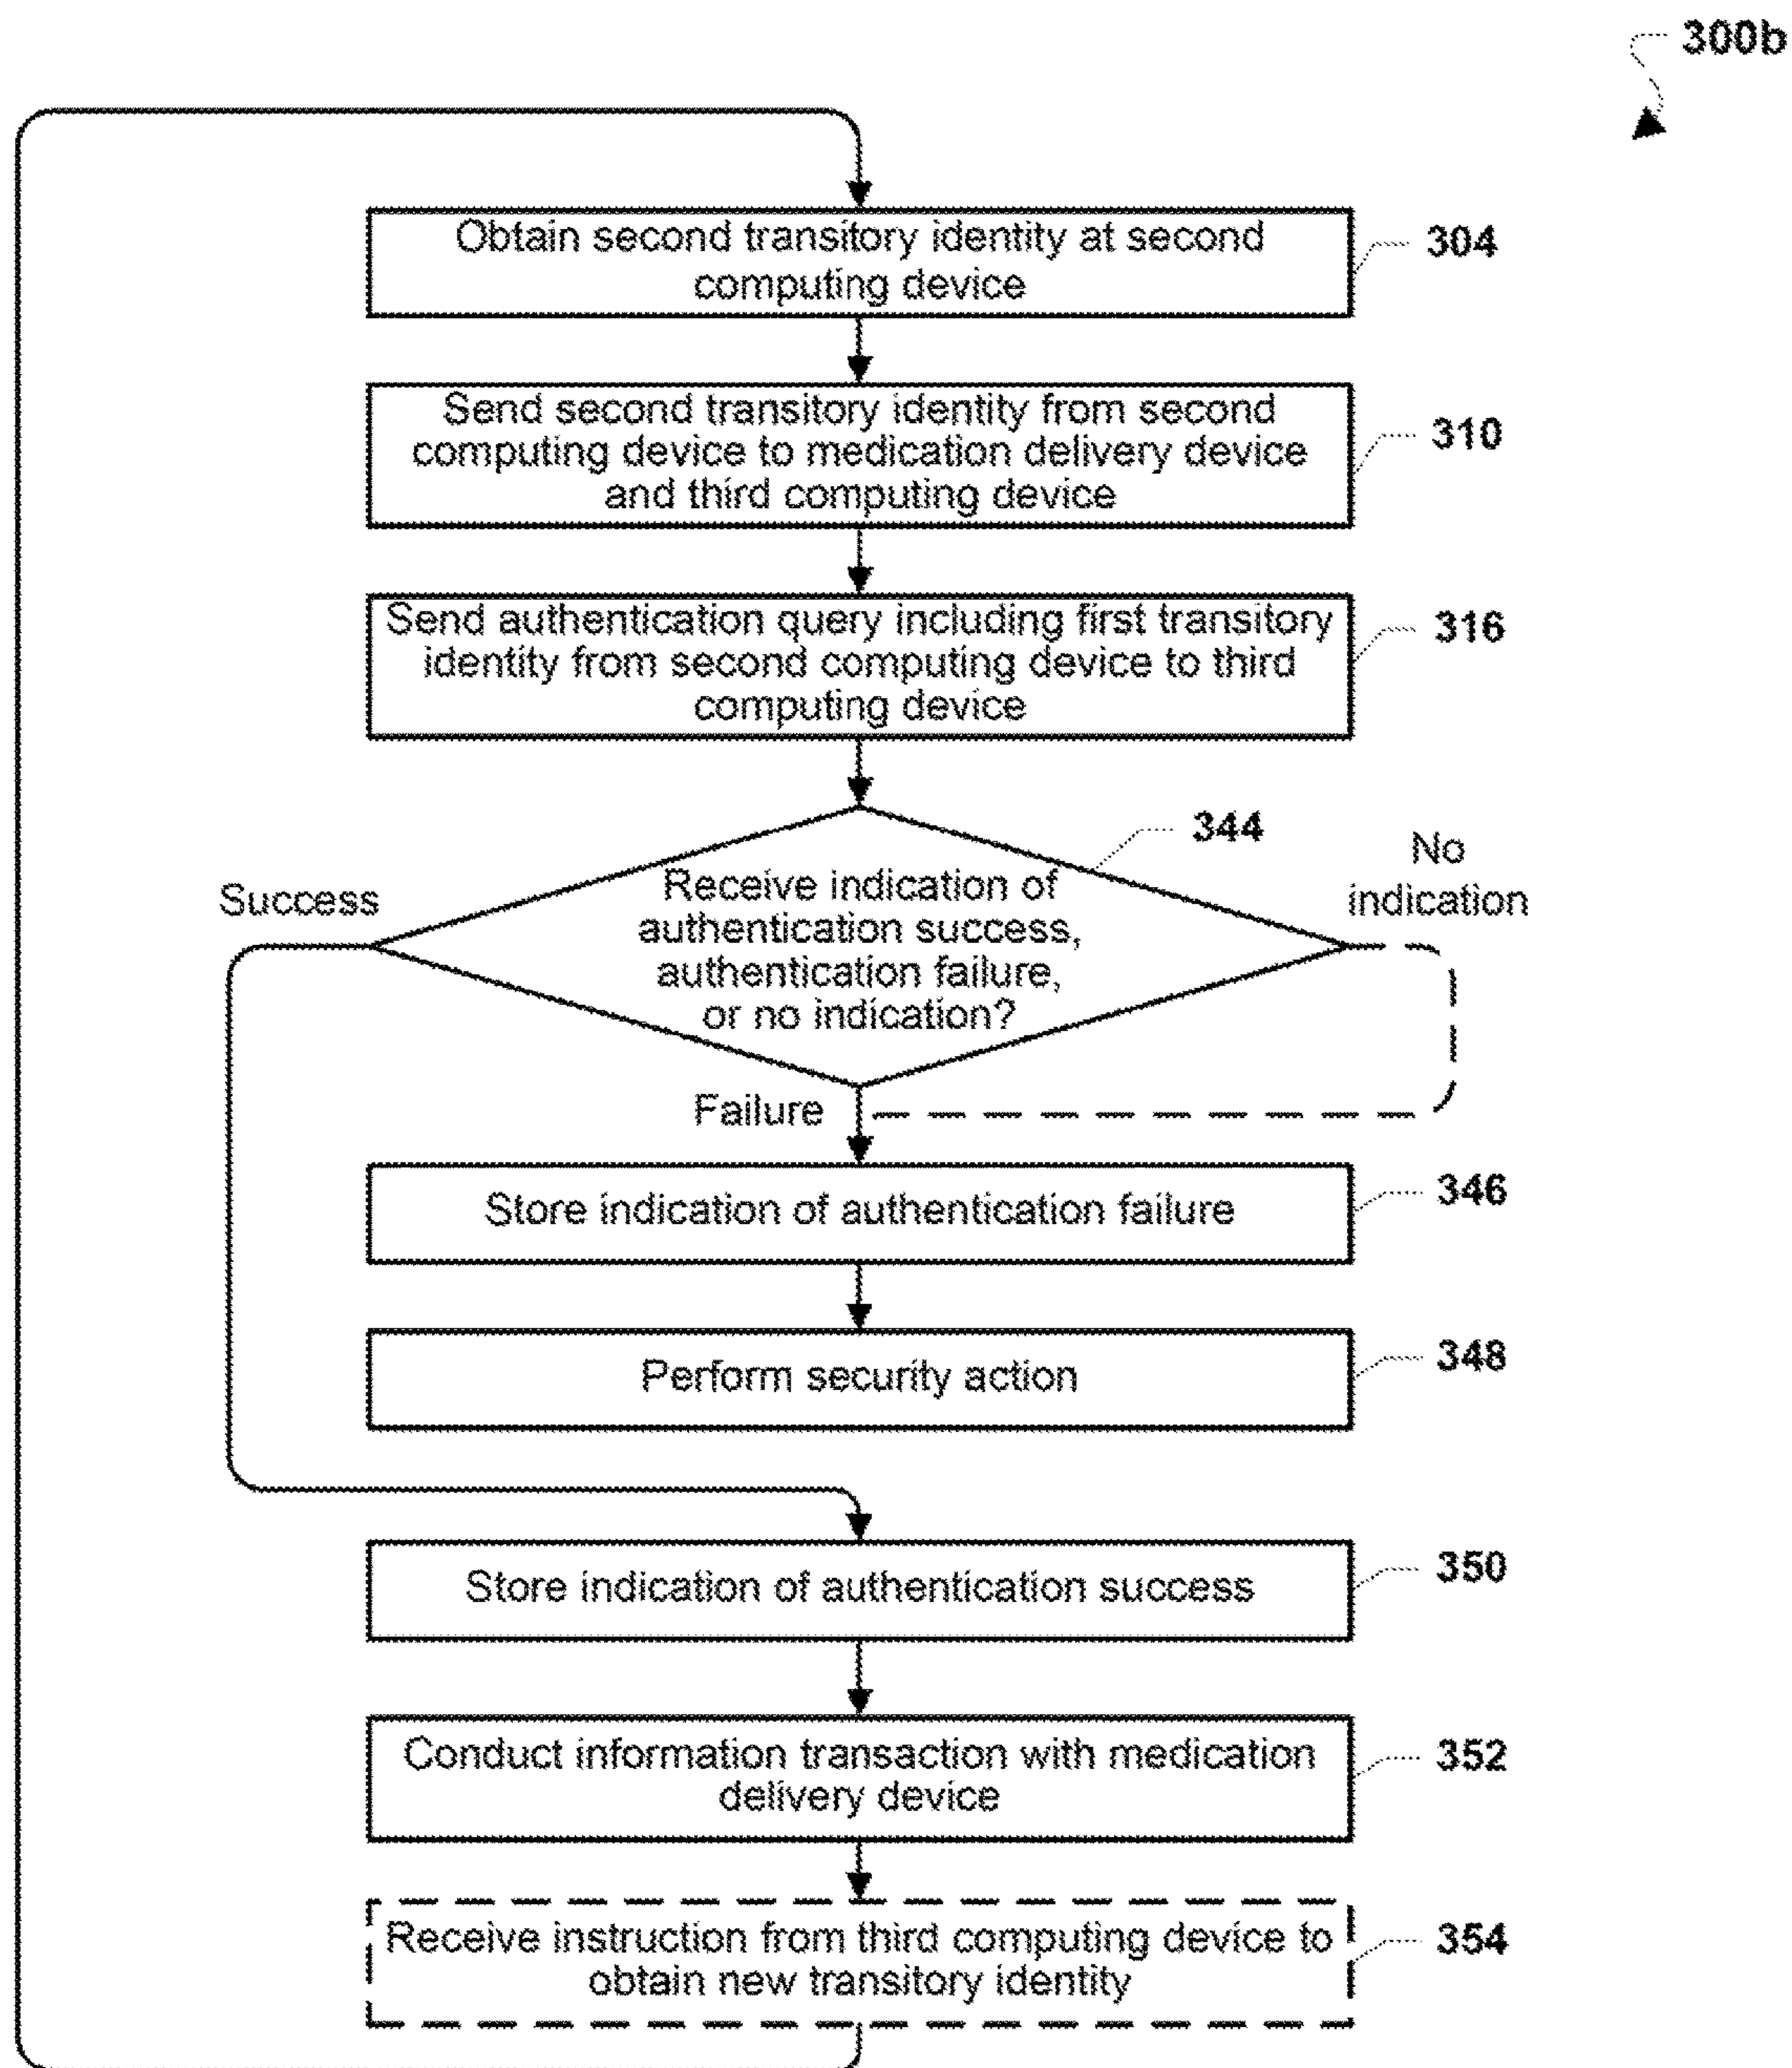 300b
Obtain second transitory identity at second
computing device
304
Send second transitory identity from second
computing device to medication delivery device
and third computing device
310
Send authentication query including first transitory
identity from second computing device to third
computing device
316
344
No
indication
Success
Receive indication of
authentication success,
authentication failure,
or no indication?
Failure
Store indication of authentication failure
346
Perform security action
348
Store indication of authentication success
350
Conduct information transaction with medication
delivery device
352
Receive instruction from third computing device to
obtain new transitory identity
354